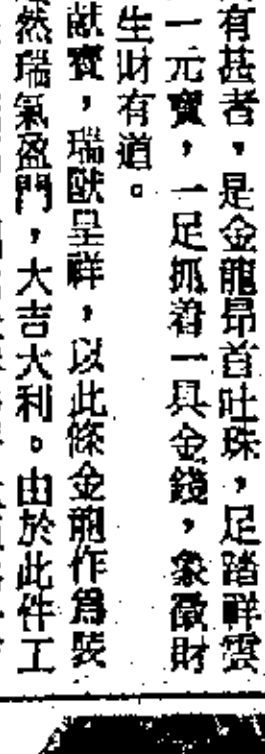 有甚者，是金龍昂首吐珠，足踏祥雲
一元寶，一足抓着一具金錢，象徵財
生財有道。
献寶，瑞獸呈祥，以此條金龍作為裝
然瑞氣盈門，大吉大利。由於此件工